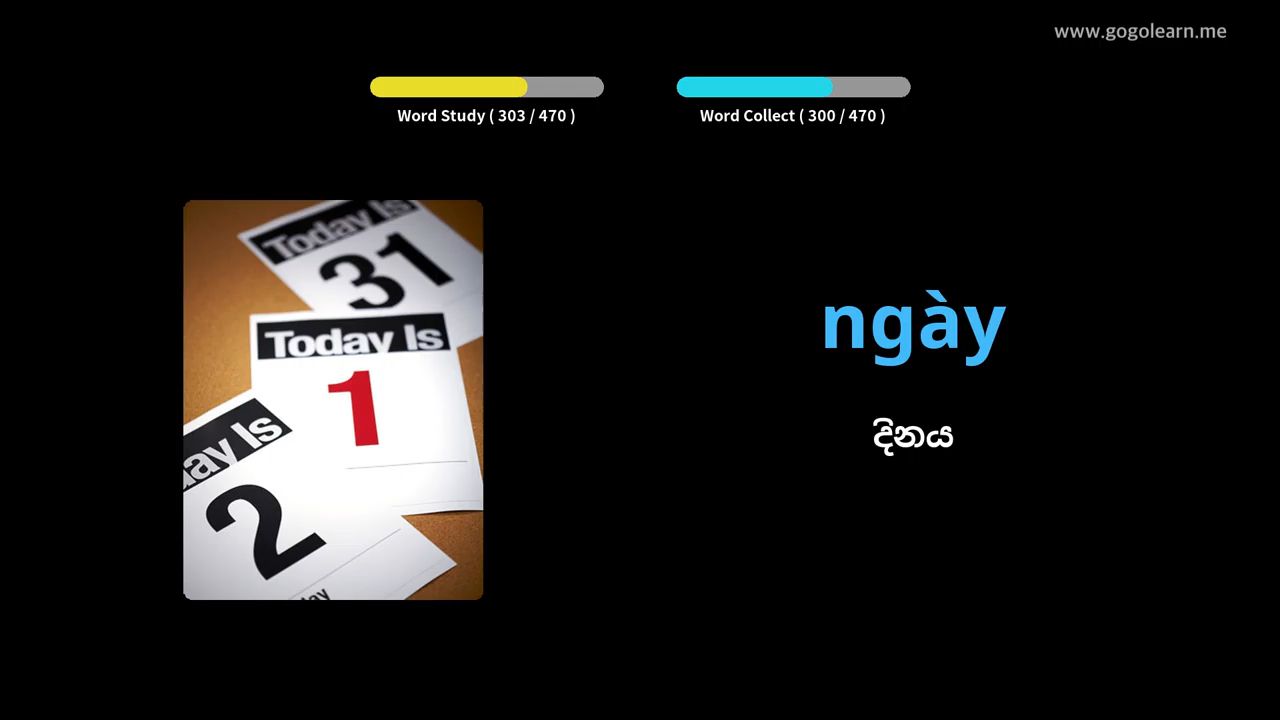 www.gogolearn.me
Word Study ( 303 / 470 )
Word Collect ( 300 / 470 )
Today Is
31
Today Is
1
ay Is
2
ngày
දිනය